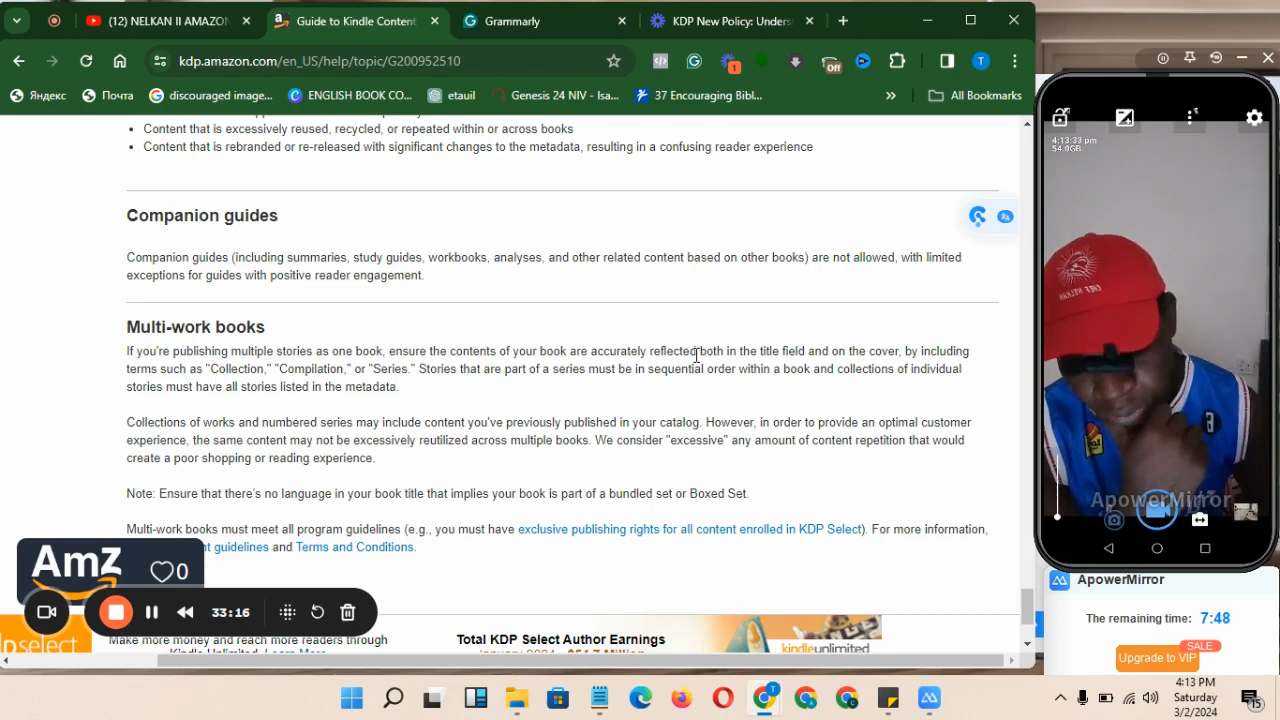 (12) NELKAN II AMAZON
Guide to Kindle Content
Grammarly
KDP New Policy: Underst
kdp.amazon.com/en_US/help/topic/G200952510
1
Off
T
Яндекс
Почта
discouraged image...
ENGLISH BOOK CO...
etauil
Genesis 24 NIV - Isa...
37 Encouraging Bibl...
»
All Bookmarks
• Content that is excessively reused, recycled, or repeated within or across books
• Content that is rebranded or re-released with significant changes to the metadata, resulting in a confusing reader experience
Companion guides
Companion guides (including summaries, study guides, workbooks, analyses, and other related content based on other books) are not allowed, with limited
exceptions for guides with positive reader engagement.
Multi-work books
If you're publishing multiple stories as one book, ensure the contents of your book are accurately reflected both in the title field and on the cover, by including
terms such as "Collection," "Compilation," or "Series." Stories that are part of a series must be in sequential order within a book and collections of individual
stories must have all stories listed in the metadata.
Collections of works and numbered series may include content you've previously published in your catalog. However, in order to provide an optimal customer
experience, the same content may not be excessively reutilized across multiple books. We consider "excessive" any amount of content repetition that would
create a poor shopping or reading experience.
Note: Ensure that there's no language in your book title that implies your book is part of a bundled set or Boxed Set.
Multi-work books must meet all program guidelines (e.g., you must have exclusive publishing rights for all content enrolled in KDP Select). For more information,
nt guidelines and Terms and Conditions.
Amz
0
33:16
select
Make more money and reach more readers through
Kindle Unlimited. Learn More
Total KDP Select Author Earnings
kindleunlimited
4:13:33 pm
54.0GB
CHEF NELKAN
ApowerMirror
ApowerMirror
The remaining time: 7:48
SALE
Upgrade to VIP
4:13 PM
Saturday
3/2/2024
15